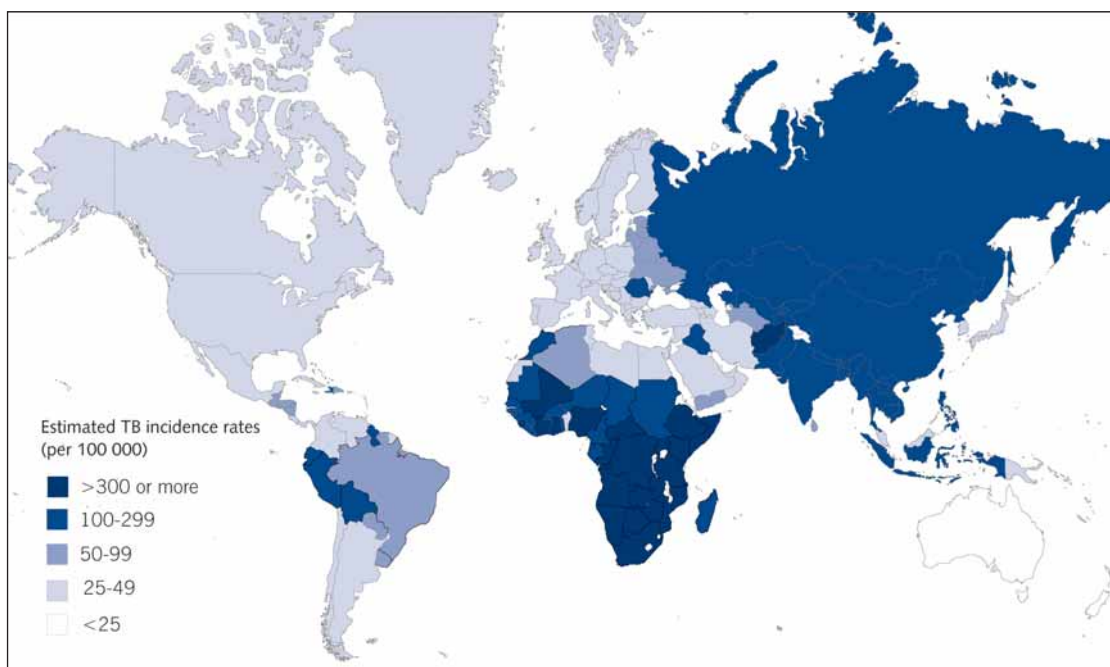 Estimated TB incidence rates
(per 100 000)
>300 or more
100-299
50-99
25-49
<25